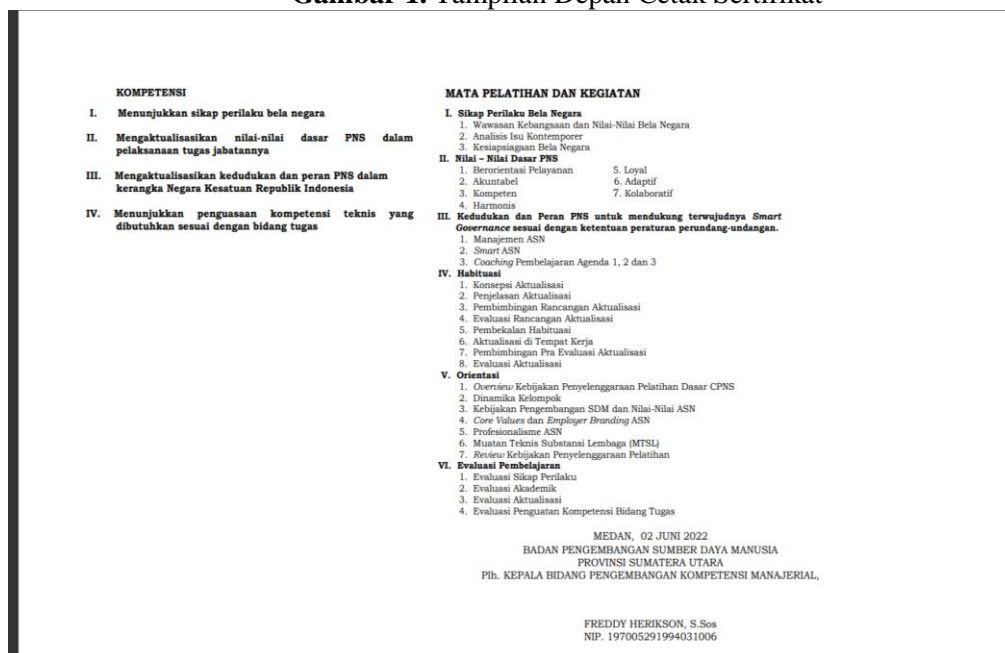 Gambar 1. Tampilan Depan Cetak Sertifikat
KOMPETENSI
I. Menunjukkan sikap perilaku bela negara
II. Mengaktualisasikan nilai-nilai dasar PNS dalam
pelaksanaan tugas jabatannya
III. Mengaktualisasikan kedudukan dan peran PNS dalam
kerangka Negara Kesatuan Republik Indonesia
IV. Menunjukkan penguasaan kompetensi teknis yang
dibutuhkan sesuai dengan bidang tugas
MATA PELATIHAN DAN KEGIATAN
I. Sikap Perilaku Bela Negara
1. Wawasan Kebangsaan dan Nilai-Nilai Bela Negara
2. Analisis Isu Kontemporer
3. Kesiapsiagaan Bela Negara
II. Nilai – Nilai Dasar PNS
1. Berorientasi Pelayanan
2. Akuntabel
3. Kompeten
4. Harmonis
5. Loyal
6. Adaptif
7. Kolaboratif
III. Kedudukan dan Peran PNS untuk mendukung terwujudnya Smart
Governance sesuai dengan ketentuan peraturan perundang-undangan.
1. Manajemen ASN
2. Smart ASN
3. Coaching Pembelajaran Agenda 1, 2 dan 3
IV. Habituasi
1. Konsepsi Aktualisasi
2. Penjelasan Aktualisasi
3. Pembimbingan Rancangan Aktualisasi
4. Evaluasi Rancangan Aktualisasi
5. Pembekalan Habituasi
6. Aktualisasi di Tempat Kerja
7. Pembimbingan Pra Evaluasi Aktualisasi
8. Evaluasi Aktualisasi
V. Orientasi
1. Overview Kebijakan Penyelenggaraan Pelatihan Dasar CPNS
2. Dinamika Kelompok
3. Kebijakan Pengembangan SDM dan Nilai-Nilai ASN
4. Core Values dan Employer Branding ASN
5. Profesionalisme ASN
6. Muatan Teknis Substansi Lembaga (MTSL)
7. Review Kebijakan Penyelenggaraan Pelatihan
VI. Evaluasi Pembelajaran
1. Evaluasi Sikap Perilaku
2. Evaluasi Akademik
3. Evaluasi Aktualisasi
4. Evaluasi Penguatan Kompetensi Bidang Tugas
MEDAN, 02 JUNI 2022
BADAN PENGEMBANGAN SUMBER DAYA MANUSIA
PROVINSI SUMATERA UTARA
Plh. KEPALA BIDANG PENGEMBANGAN KOMPETENSI MANAJERIAL,
FREDDY HERIKSON, S.Sos
NIP. 197005291994031006